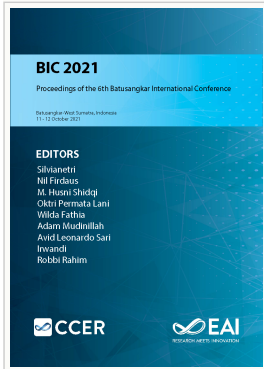 BIC 2021
Proceedings of the 6th Batusangkar International Conference
Batusangkar-West Sumatra, Indonesia
11 - 12 October 2021
EDITORS
Silvianetri
Nil Firdaus
M. Husni Shidqi
Oktri Permata Lani
Wilda Fathia
Adam Mudinillah
Avid Leonardo Sari
Irwandi
Robbi Rahim
CCER
EAI
RESEARCH MEETS INNOVATION